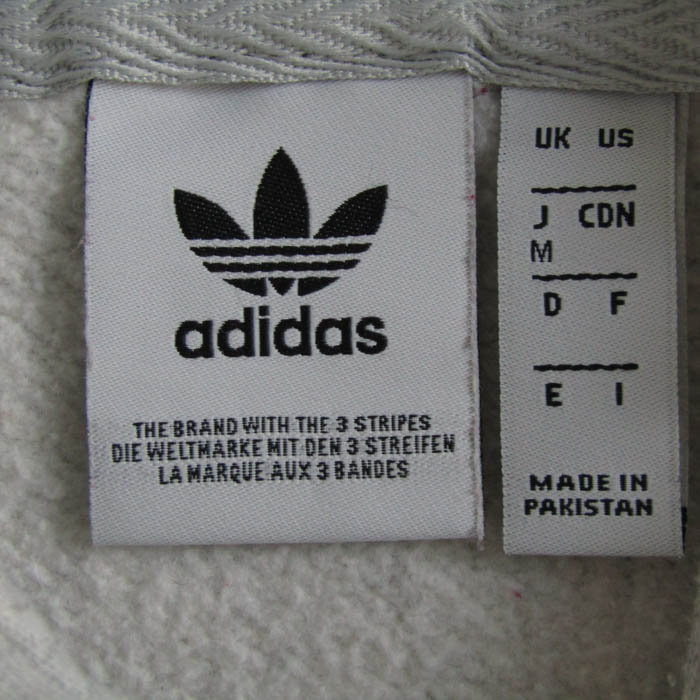 adidas
THE BRAND WITH THE 3 STRIPES
DIE WELTMARKE MIT DEN 3 STREIFEN
LA MARQUE AUX 3 BANDES
UK US
J CDN
M
D F
E I
MADE IN
PAKISTAN